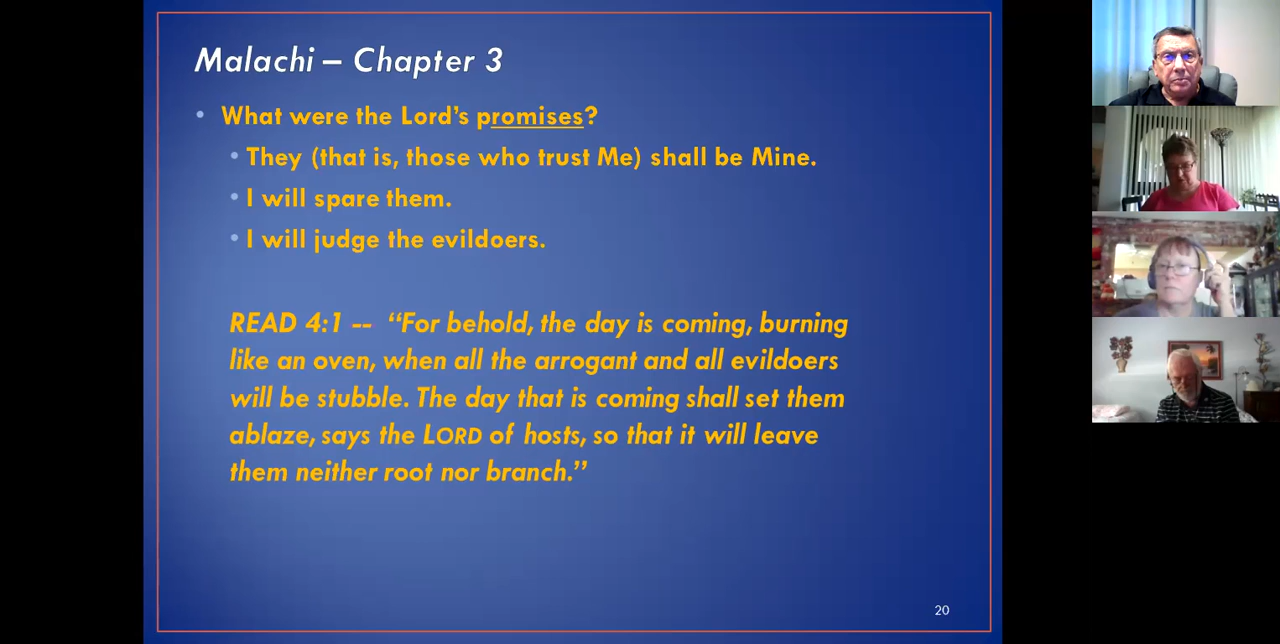 Malachi – Chapter 3
• What were the Lord’s promises?
• They (that is, those who trust Me) shall be Mine.
• I will spare them.
• I will judge the evildoers.
READ 4:1 -- “For behold, the day is coming, burning
like an oven, when all the arrogant and all evildoers
will be stubble. The day that is coming shall set them
ablaze, says the LORD of hosts, so that it will leave
them neither root nor branch.”
20